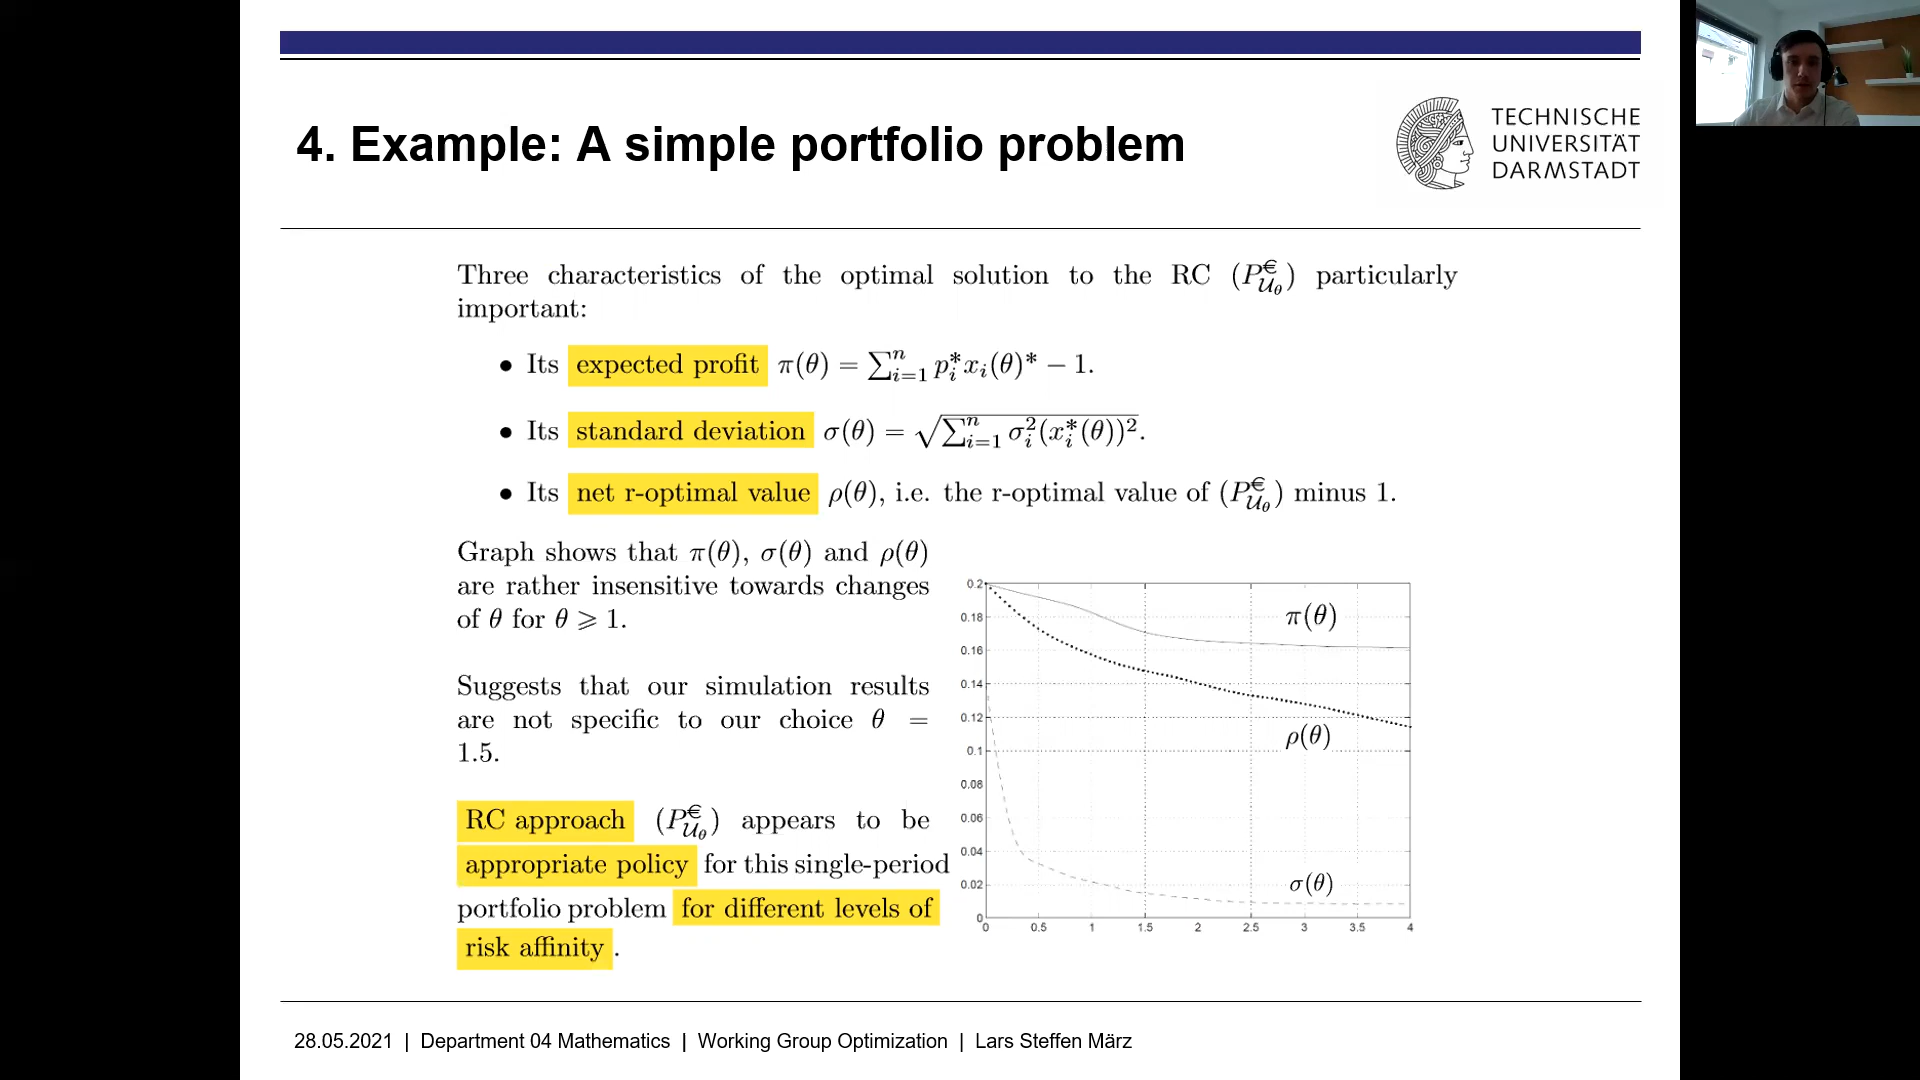 4. Example: A simple portfolio problem
TECHNISCHE
UNIVERSITÄT
DARMSTADT
Three characteristics of the optimal solution to the RC (P^€_{𝒰_θ}) particularly
important:
• Its expected profit π(θ) = ∑^n_{i=1} p^*_i x_i(θ)^* − 1.
• Its standard deviation σ(θ) = √(∑^n_{i=1} σ^2_i (x^*_i(θ))^2).
• Its net r-optimal value ρ(θ), i.e. the r-optimal value of (P^€_{𝒰_θ}) minus 1.
Graph shows that π(θ), σ(θ) and ρ(θ)
are rather insensitive towards changes
of θ for θ ⩾ 1.
Suggests that our simulation results
are not specific to our choice θ =
1.5.
RC approach (P^€_{𝒰_θ}) appears to be
appropriate policy for this single-period
portfolio problem for different levels of
risk affinity .
0.2
0.18
0.16
0.14
0.12
0.1
0.08
0.06
0.04
0.02
0
π(θ)
ρ(θ)
σ(θ)
0 0.5 1 1.5 2 2.5 3 3.5 4
28.05.2021 | Department 04 Mathematics | Working Group Optimization | Lars Steffen März